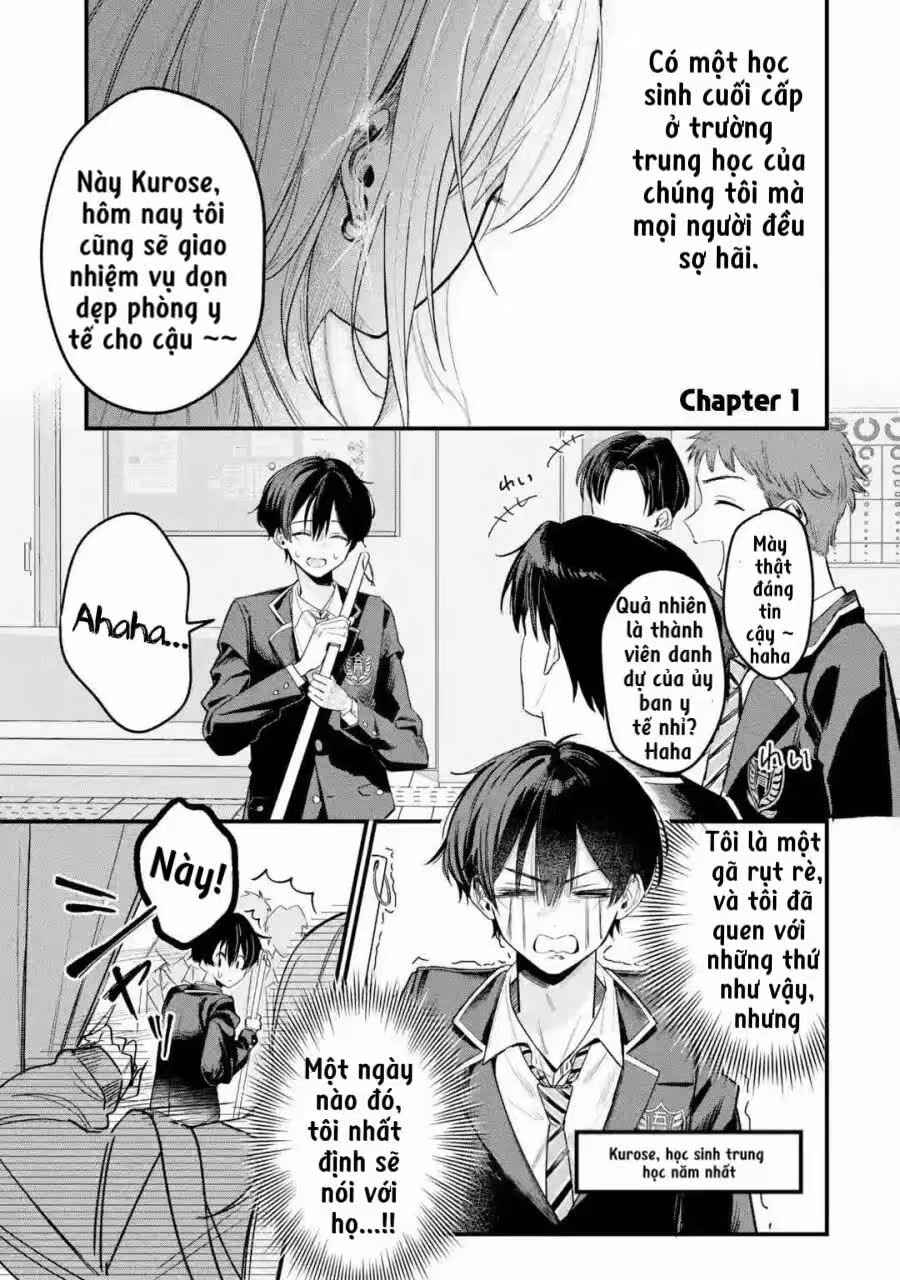 Có một học
sinh cuối cấp
ở trường
trung học của
chúng tôi mà
mọi người đều
sợ hãi.
Này Kurose,
hôm nay tôi
cũng sẽ giao
nhiệm vụ dọn
dẹp phòng y
tế cho cậu ~~
Chapter 1
Mày
thật
đáng
tin
cậy ~
haha
Quả nhiên
là thành
viên danh
dự của ủy
ban y
tế nhỉ?
Haha
れい
れい
Ahaha...
Tôi là một
gã rụt rè,
và tôi đã
quen với
những thứ
như vậy,
nhưng
Kurose, học sinh trung
học năm nhất
Một ngày
nào đó,
tôi nhất
định sẽ
nói với
họ...!!
Này!